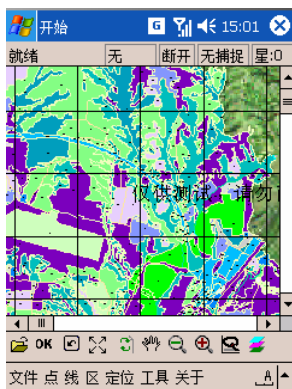 开始 G 15:01
就绪 无 断开 无捕捉 星:0
仅供测试，请勿
OK
文件 点 线 区 定位 工具 关于 A